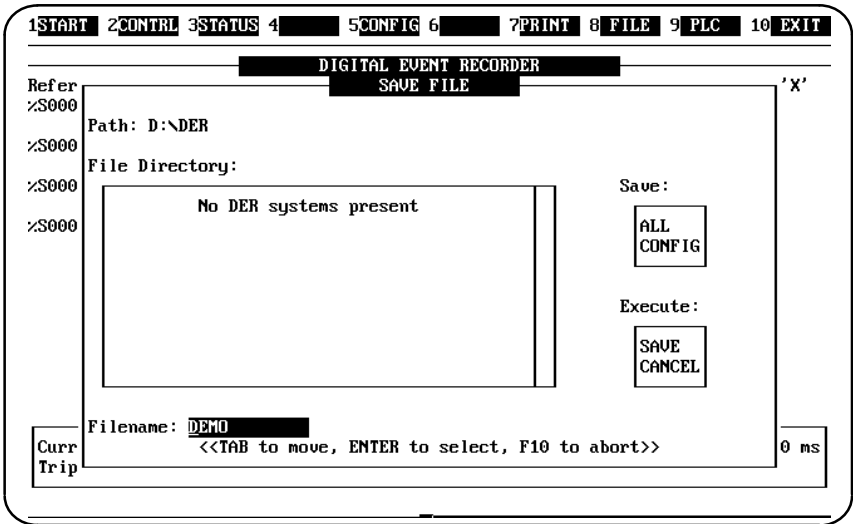 1START 2CONTRL 3STATUS 4 5CONFIG 6 7PRINT 8 FILE 9 PLC 10 EXIT
DIGITAL EVENT RECORDER
Refer SAVE FILE 'X'
%S000
Path: D:\DER
%S000
File Directory:
%S000 Save:
No DER systems present
%S000 ALL
CONFIG
Execute:
SAVE
CANCEL
Filename: DEMO
Curr <<TAB to move, ENTER to select, F10 to abort>> 0 ms
Trip